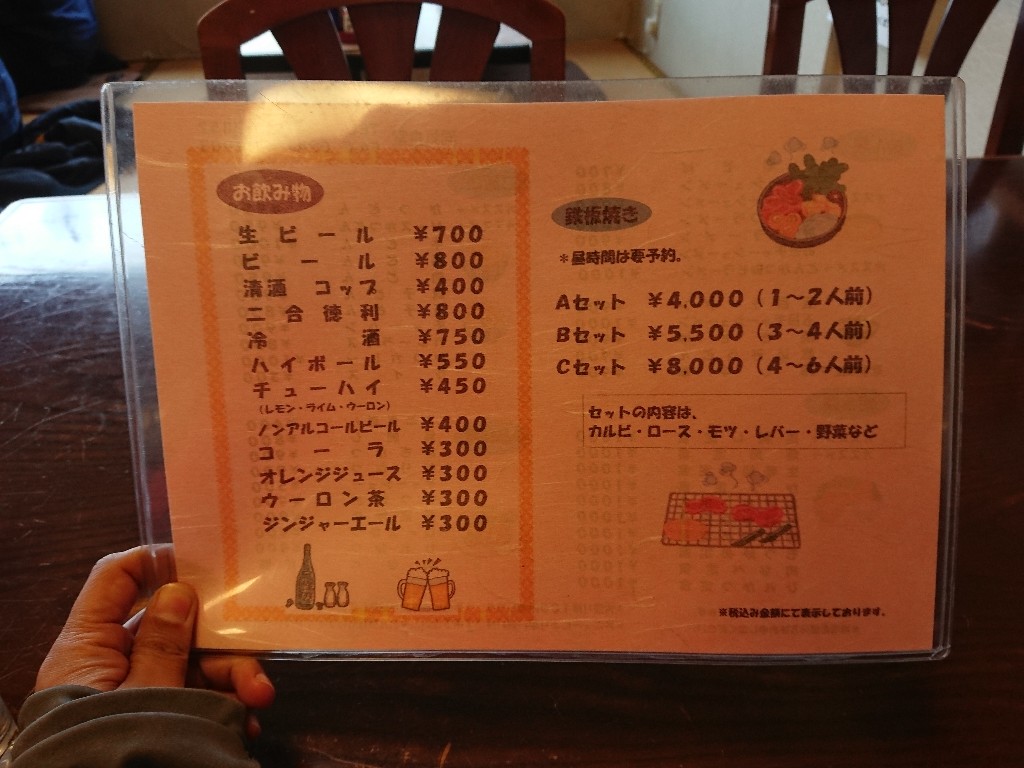 お飲み物
生ビール ¥700
ビール ¥800
清酒 コップ ¥400
二合徳利 ¥800
冷酒 ¥750
ハイボール ¥550
チューハイ ¥450
(レモン・ライム・ウーロン)
ノンアルコールビール ¥400
コーラ ¥300
オレンジジュース ¥300
ウーロン茶 ¥300
ジンジャーエール ¥300
鉄板焼き
*昼時間は要予約。
Aセット ¥4,000(1～2人前)
Bセット ¥5,500(3～4人前)
Cセット ¥8,000(4～6人前)
セットの内容は、
カルビ・ロース・モツ・レバー・野菜など
※税込み金額にて表示しております。